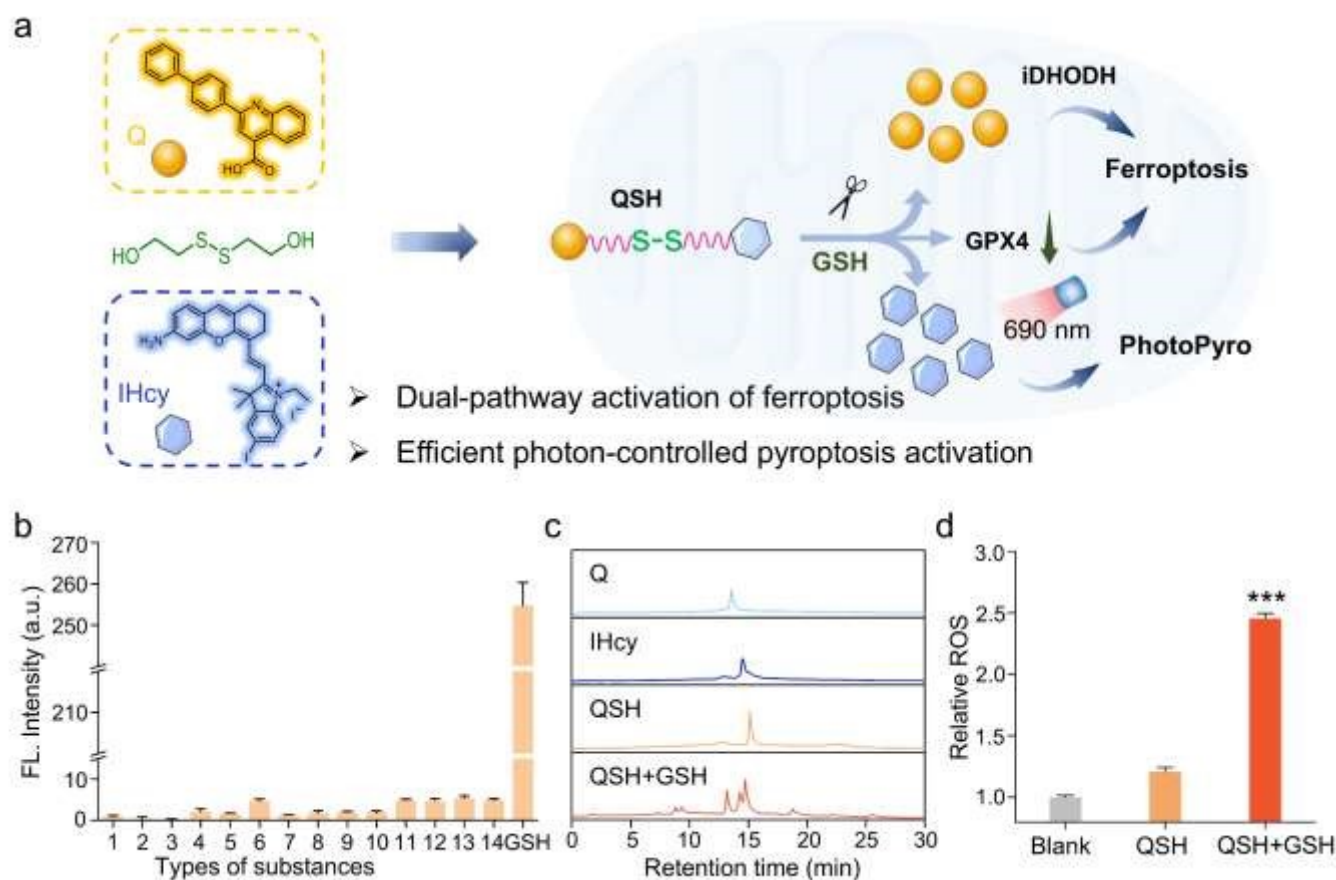 a
Q
N
HO
O
HO
S
S
OH
H₂N
O
N
+
I⁻
I
IHcy
QSH
S-S
GSH
iDHODH
GPX4
Ferroptosis
690 nm
PhotoPyro
➢ Dual-pathway activation of ferroptosis
➢ Efficient photon-controlled pyroptosis activation
b
FL. Intensity (a.u.)
270
260
250
210
10
0
1 2 3 4 5 6 7 8 9 10 11 12 13 14 GSH
Types of substances
c
Q
IHcy
QSH
QSH+GSH
0 5 10 15 20 25 30
Retention time (min)
d
Relative ROS
3.0
2.5
2.0
1.5
1.0
***
Blank QSH QSH+GSH